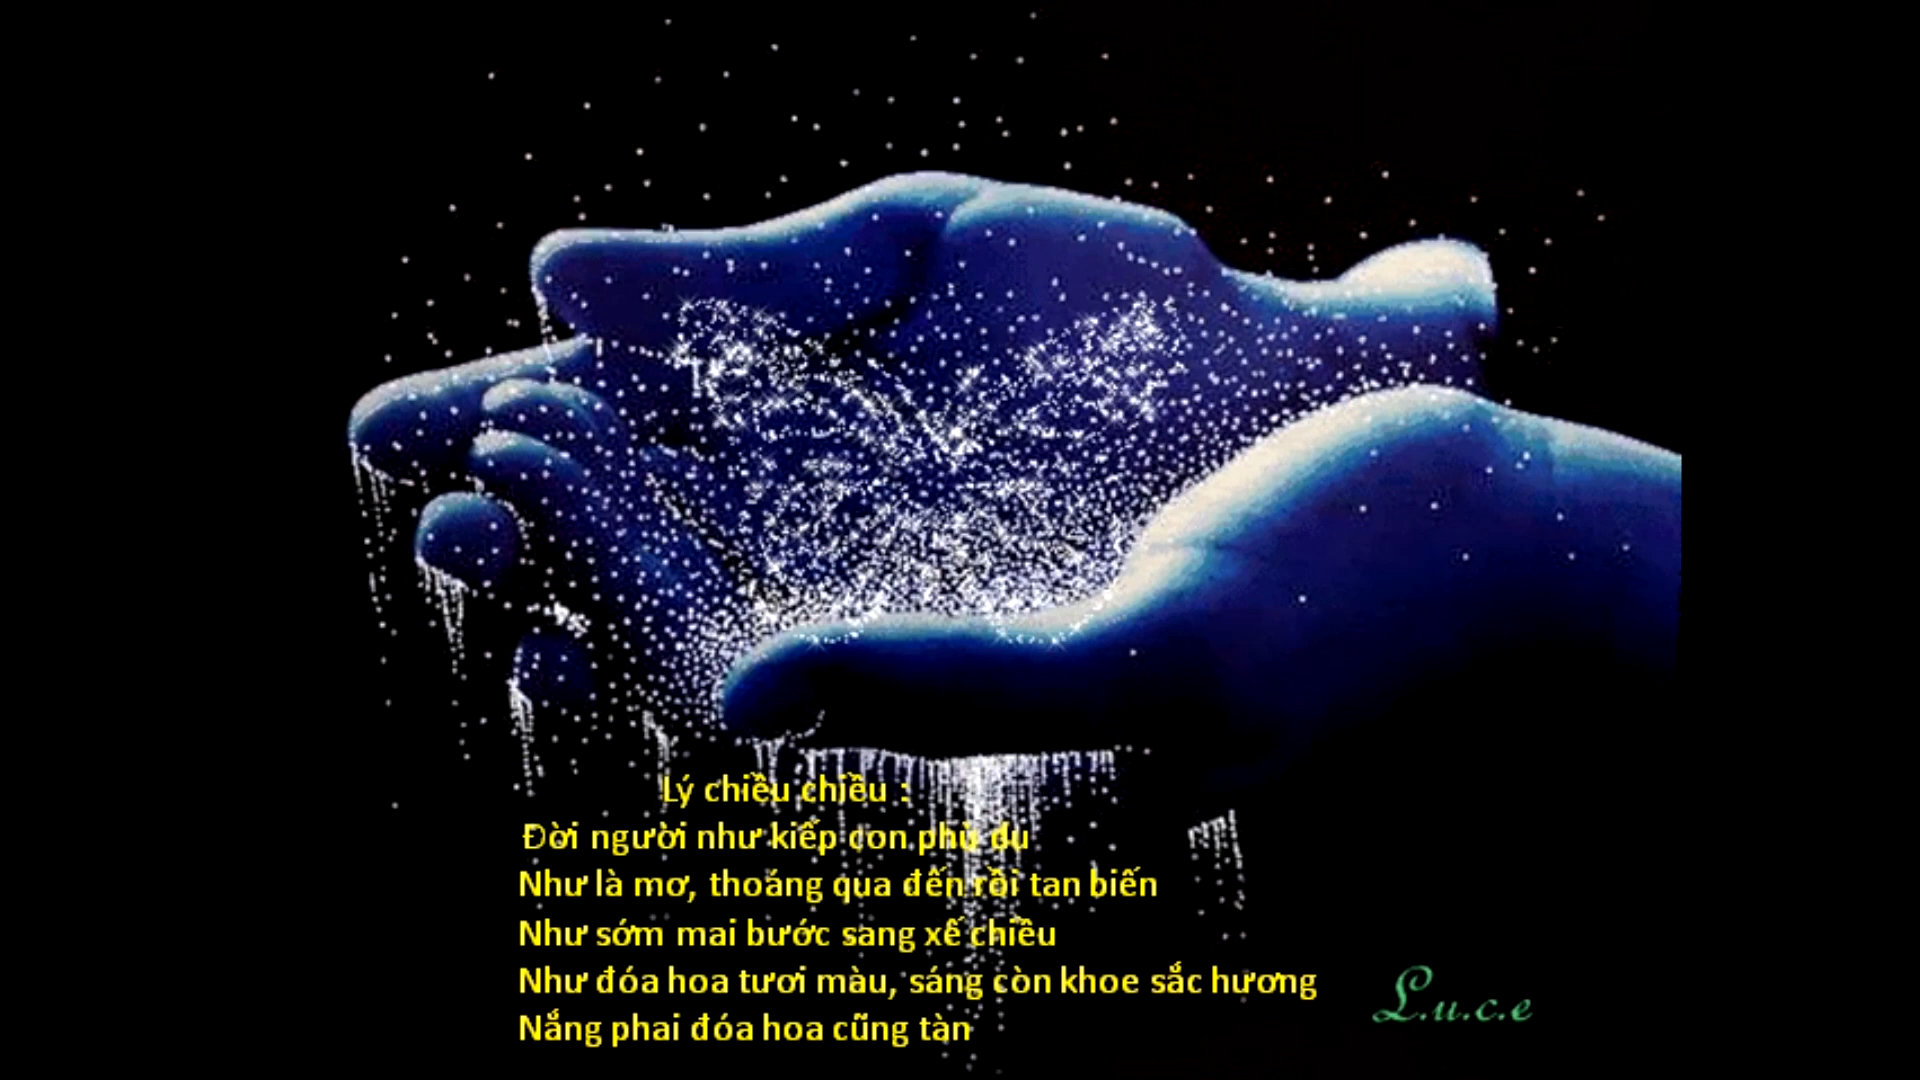 Lý chiều chiều :
Đời người như kiếp con phù du
Như là mơ, thoáng qua đến rồi tan biến
Như sớm mai bước sang xế chiều
Như đóa hoa tươi màu, sáng còn khoe sắc hương
Nắng phai đóa hoa cũng tàn
L.u.c.e